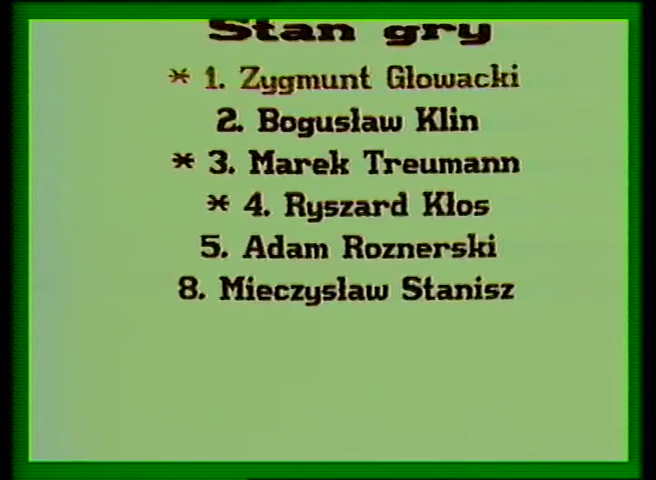 Stan gry
* 1. Zygmunt Glowacki
2. Bogusław Klin
* 3. Marek Treumann
* 4. Ryszard Kłos
5. Adam Roznerski
8. Mieczysław Stanisz